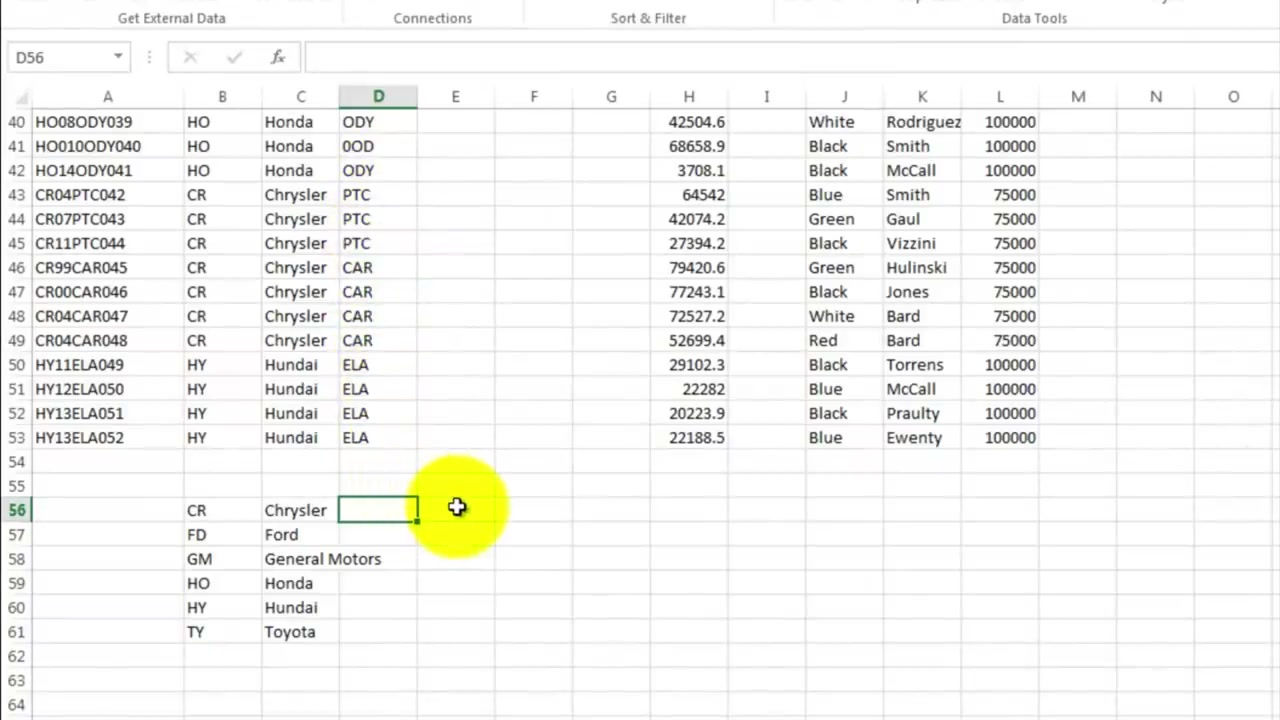 Get External Data Connections Sort & Filter Data Tools
D56 fx
A B C D E F G H I J K L M N O
40 HO08ODY039 HO Honda ODY 42504.6 White Rodriguez 100000
41 HO010ODY040 HO Honda 0OD 68658.9 Black Smith 100000
42 HO14ODY041 HO Honda ODY 3708.1 Black McCall 100000
43 CR04PTC042 CR Chrysler PTC 64542 Blue Smith 75000
44 CR07PTC043 CR Chrysler PTC 42074.2 Green Gaul 75000
45 CR11PTC044 CR Chrysler PTC 27394.2 Black Vizzini 75000
46 CR99CAR045 CR Chrysler CAR 79420.6 Green Hulinski 75000
47 CR00CAR046 CR Chrysler CAR 77243.1 Black Jones 75000
48 CR04CAR047 CR Chrysler CAR 72527.2 White Bard 75000
49 CR04CAR048 CR Chrysler CAR 52699.4 Red Bard 75000
50 HY11ELA049 HY Hundai ELA 29102.3 Black Torrens 100000
51 HY12ELA050 HY Hundai ELA 22282 Blue McCall 100000
52 HY13ELA051 HY Hundai ELA 20223.9 Black Praulty 100000
53 HY13ELA052 HY Hundai ELA 22188.5 Blue Ewenty 100000
54
55
56 CR Chrysler
57 FD Ford
58 GM General Motors
59 HO Honda
60 HY Hundai
61 TY Toyota
62
63
64